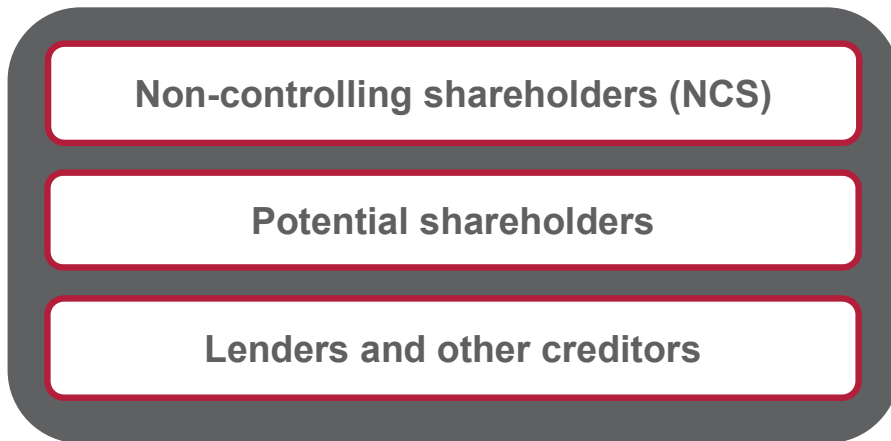 Non-controlling shareholders (NCS)
Potential shareholders
Lenders and other creditors